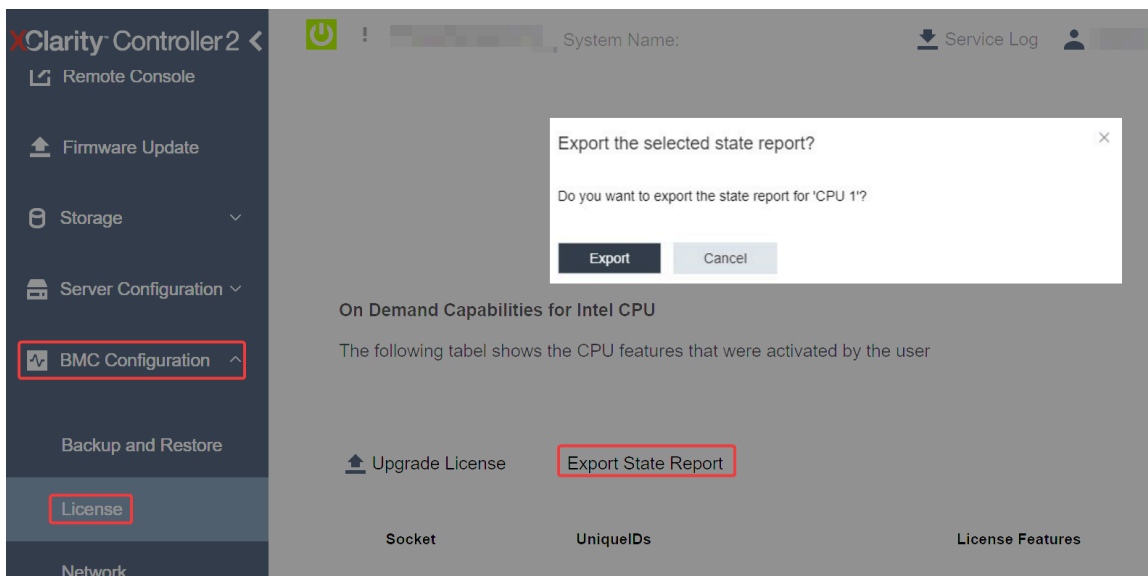 XClarity Controller 2
Remote Console
Firmware Update
Storage
Server Configuration
BMC Configuration
Backup and Restore
License
Network
! System Name:
Service Log
Export the selected state report?
Do you want to export the state report for 'CPU 1'?
Export Cancel
On Demand Capabilities for Intel CPU
The following tabel shows the CPU features that were activated by the user
Upgrade License Export State Report
Socket UniqueIDs License Features